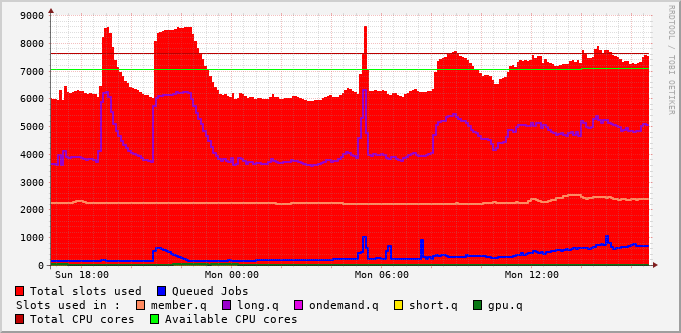 9000
8000
7000
6000
5000
4000
3000
2000
1000
0
Sun 18:00 Mon 00:00 Mon 06:00 Mon 12:00
RRDTOOL / TOBI OETIKER
Total slots used Queued Jobs
Slots used in : member.q long.q ondemand.q short.q gpu.q
Total CPU cores Available CPU cores